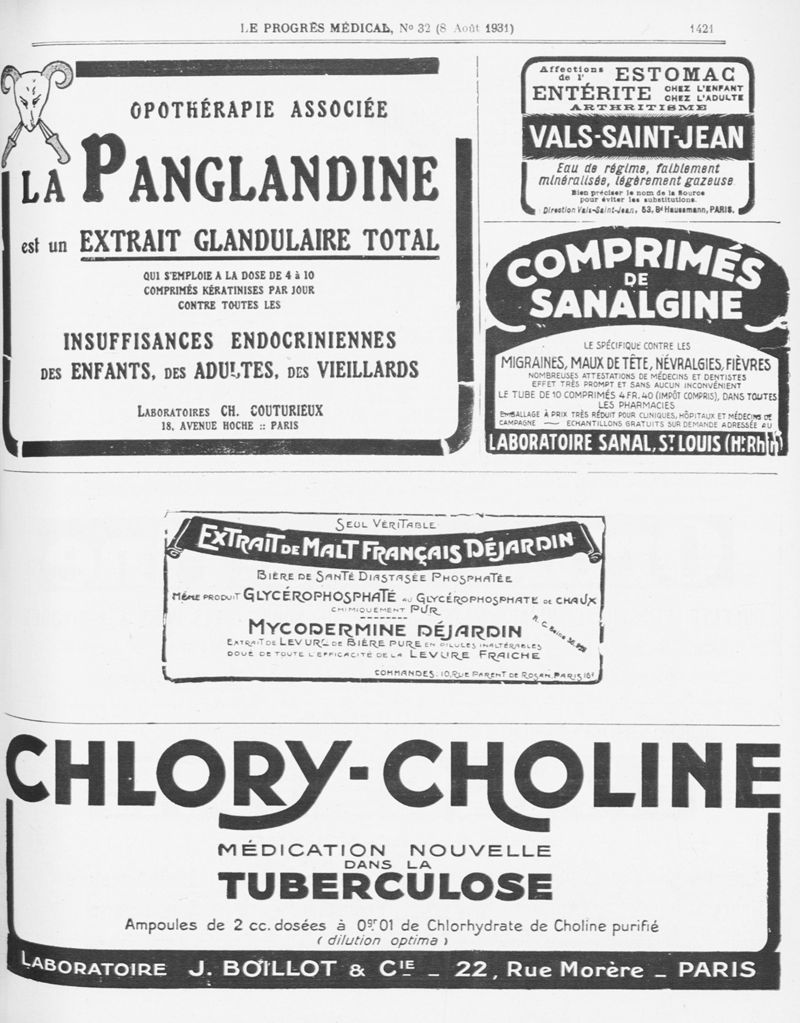 LE PROGRÈS MÉDICAL, No 32 (8 Août 1931)
1421
OPOTHÉRAPIE ASSOCIÉE
LA PANGLANDINE
est un EXTRAIT GLANDULAIRE TOTAL
QUI S'EMPLOIE A LA DOSE DE 4 à 10
COMPRIMÉS KÉRATINISES PAR JOUR
CONTRE TOUTES LES
INSUFFISANCES ENDOCRINIENNES
DES ENFANTS, DES ADULTES, DES VIEILLARDS
LABORATOIRES CH. COUTURIEUX
18, AVENUE HOCHE :: PARIS
Affections de l' ESTOMAC
ENTÉRITE CHEZ L'ENFANT
CHEZ L'ADULTE
ARTHRITISME
VALS-SAINT-JEAN
Eau de régime, faiblement
minéralisée, légèrement gazeuse
Bien préciser le nom de la Source
pour éviter les substitutions.
Direction Vals-Saint-Jean, 53, Bd Haussmann, PARIS.
COMPRIMÉS
DE
SANALGINE
LE SPÉCIFIQUE CONTRE LES
MIGRAINES, MAUX DE TÊTE, NÉVRALGIES, FIÈVRES
NOMBREUSES ATTESTATIONS DE MÉDECINS ET DENTISTES
EFFET TRÈS PROMPT ET SANS AUCUN INCONVÉNIENT
LE TUBE DE 10 COMPRIMÉS 4 FR. 40 (IMPÔT COMPRIS), DANS TOUTES
LES PHARMACIES
EMBALLAGE À PRIX TRÈS RÉDUIT POUR CLINIQUES, HÔPITAUX ET MÉDECINS DE
CAMPAGNE — ECHANTILLONS GRATUITS SUR DEMANDE ADRESSÉE AU
LABORATOIRE SANAL, ST. LOUIS (Ht. Rhin)
SEUL VÉRITABLE
EXTRAIT DE MALT FRANÇAIS DÉJARDIN
BIÈRE DE SANTÉ DIASTASÉE PHOSPHATÉE
MÊME PRODUIT GLYCÉROPHOSPHATÉ AU GLYCÉROPHOSPHATE DE CHAUX
CHIMIQUEMENT PUR
MYCODERMINE DÉJARDIN
R. C. Seine
EXTRAIT DE LEVURE DE BIÈRE PURE EN PILULES INALTÉRABLES
DOUÉ DE TOUTE L'EFFICACITÉ DE LA LEVURE FRAICHE
COMMANDES: 10, RUE PARENT DE ROSAN, PARIS 16e
CHLORY-CHOLINE
MÉDICATION NOUVELLE
DANS LA
TUBERCULOSE
Ampoules de 2 cc. dosées à 0gr01 de Chlorhydrate de Choline purifié
(dilution optima)
LABORATOIRE J. BOILLOT & CIE _ 22, Rue Morère _ PARIS